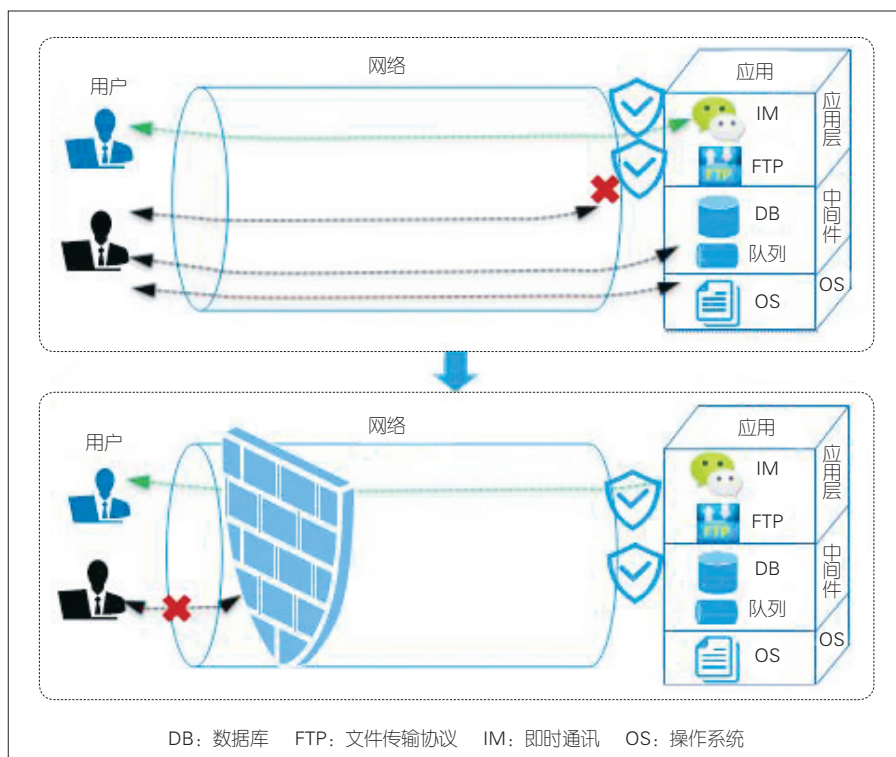 网络
用户
应用
IM
应用层
FTP
FTP
DB
中间件
队列
OS
OS
网络
用户
应用
IM
应用层
FTP
FTP
DB
中间件
队列
OS
OS
DB：数据库 FTP：文件传输协议 IM：即时通讯 OS：操作系统